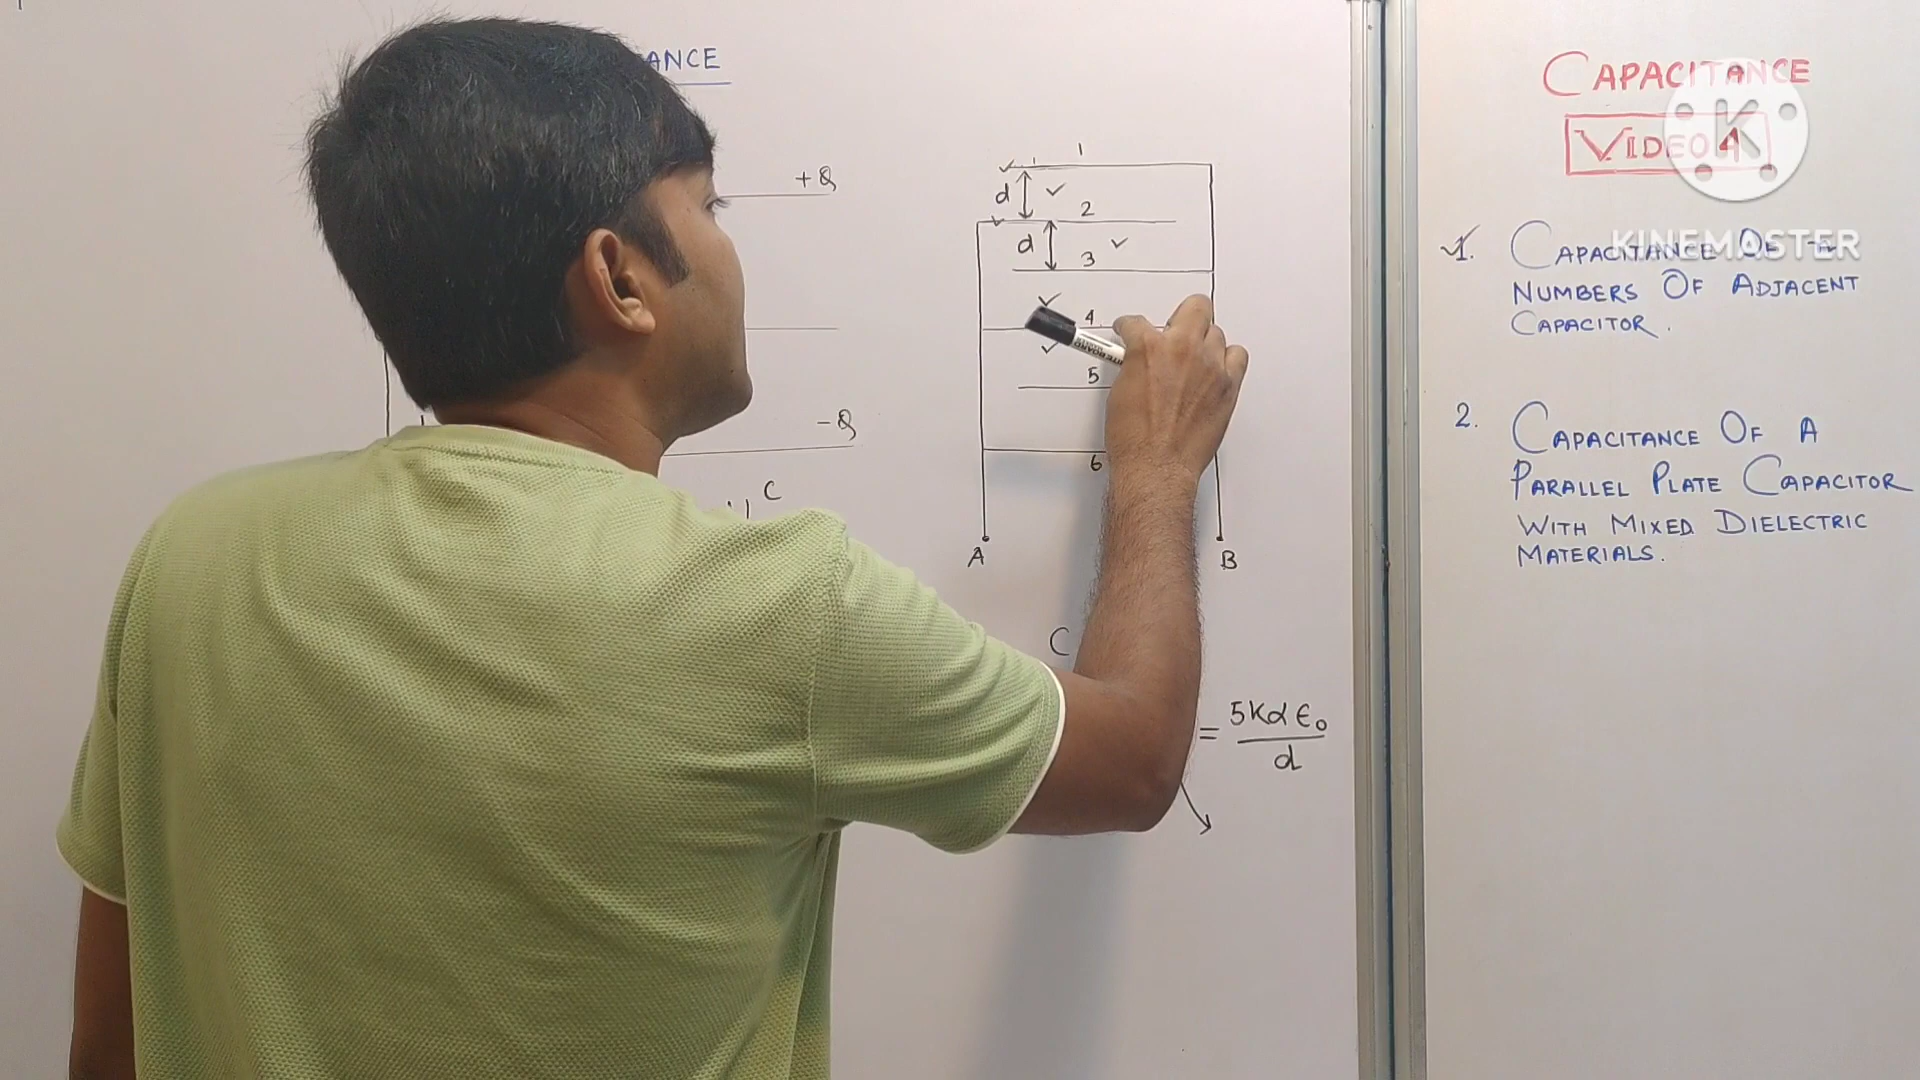 ANCE
+Q
-Q
C
1
d
2
d
3
4
5
6
A
B
C
= 5Kα ε₀
d
CAPACITANCE
VIDEO 4
K
KINEMASTER
1. CAPACITANCE OF A
NUMBERS OF ADJACENT
CAPACITOR.
2. CAPACITANCE OF A
PARALLEL PLATE CAPACITOR
WITH MIXED DIELECTRIC
MATERIALS.